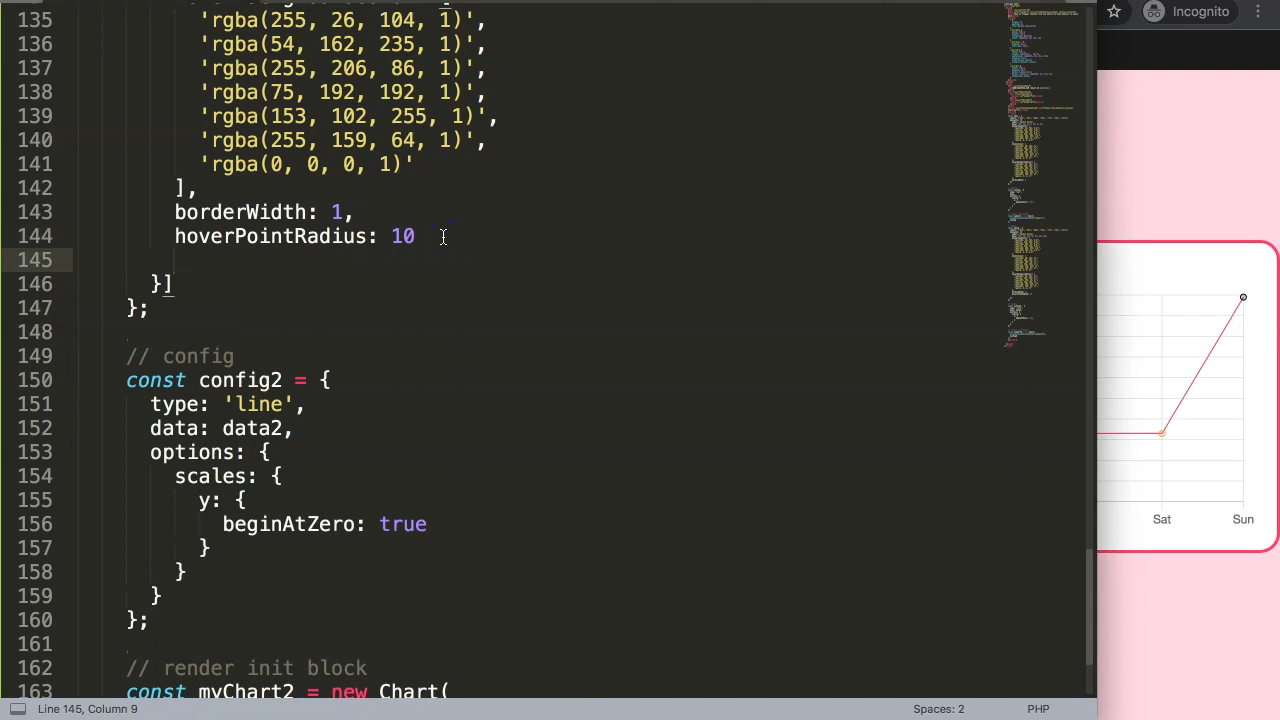 Incognito
135 'rgba(255, 26, 104, 1)',
136 'rgba(54, 162, 235, 1)',
137 'rgba(255, 206, 86, 1)',
138 'rgba(75, 192, 192, 1)',
139 'rgba(153, 102, 255, 1)',
140 'rgba(255, 159, 64, 1)',
141 'rgba(0, 0, 0, 1)'
142 ],
143 borderWidth: 1,
144 hoverPointRadius: 10
145
146 }]
147 };
148
149 // config
150 const config2 = {
151 type: 'line',
152 data: data2,
153 options: {
154 scales: {
155 y: {
156 beginAtZero: true
157 }
158 }
159 }
160 };
161
162 // render init block
163 const myChart2 = new Chart(
Sat Sun
Line 145, Column 9 Spaces: 2 PHP